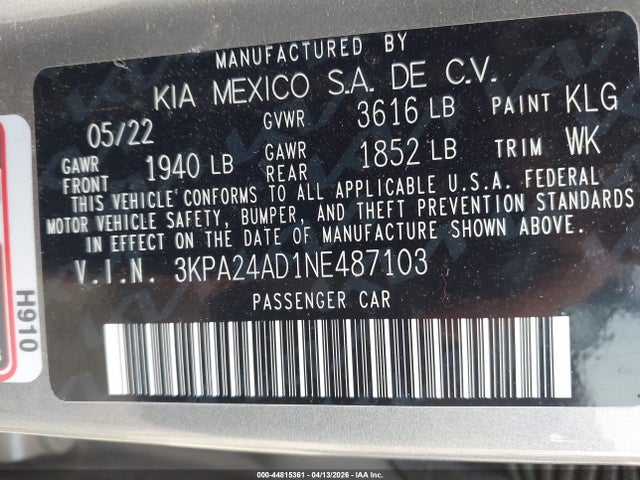 MANUFACTURED BY
KIA MEXICO S.A. DE C.V.
05/22 GVWR 3616 LB PAINT KLG
GAWR FRONT 1940 LB GAWR REAR 1852 LB TRIM WK
THIS VEHICLE CONFORMS TO ALL APPLICABLE U.S.A. FEDERAL
MOTOR VEHICLE SAFETY, BUMPER, AND THEFT PREVENTION STANDARDS
IN EFFECT ON THE DATE OF MANUFACTURE SHOWN ABOVE.
V.I.N. 3KPA24AD1NE487103
PASSENGER CAR
H910
000-44815361 - 04/13/2026 - IAAI.com